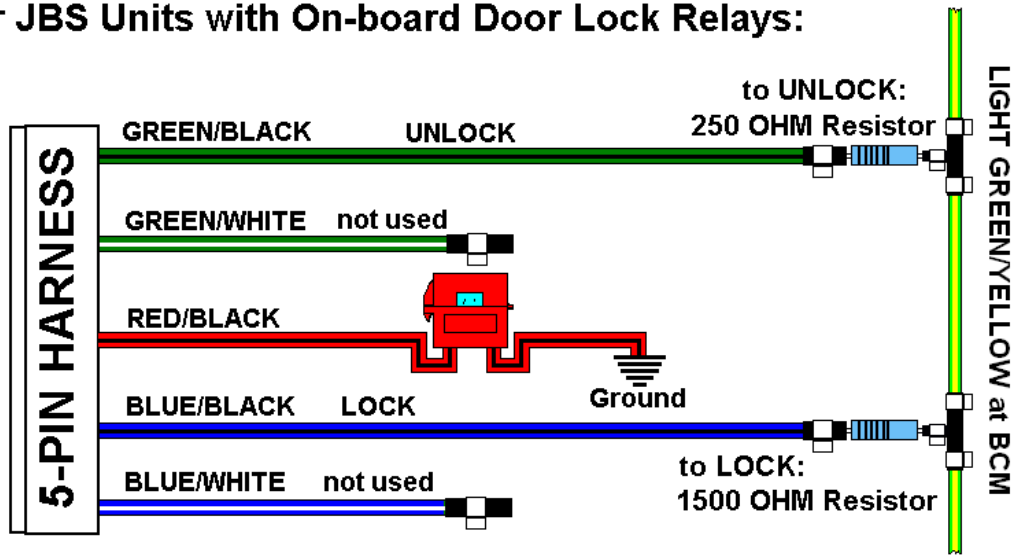 r JBS Units with On-board Door Lock Relays:
to UNLOCK:
250 OHM Resistor
GREEN/BLACK UNLOCK
GREEN/WHITE not used
RED/BLACK
Ground
BLUE/BLACK LOCK
to LOCK:
1500 OHM Resistor
BLUE/WHITE not used
5-PIN HARNESS
LIGHT GREEN/YELLOW at BCM